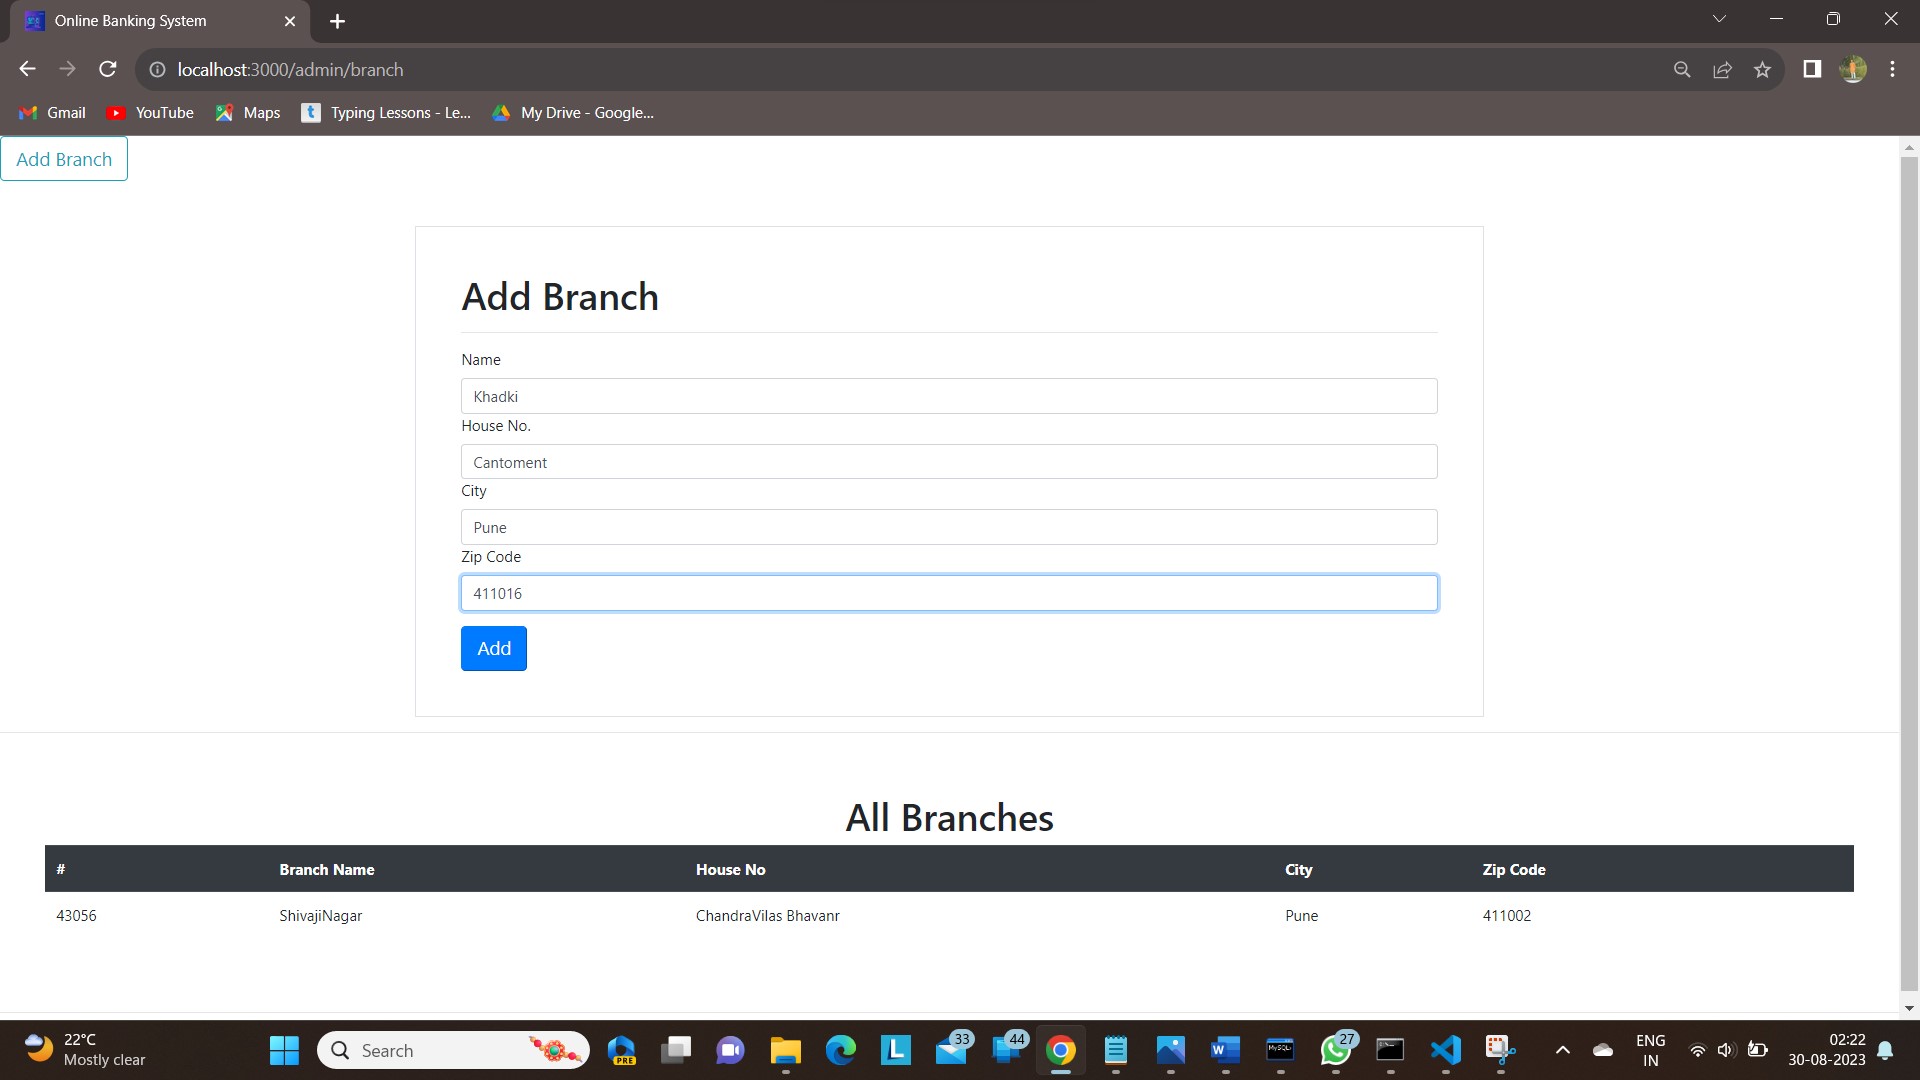 Online Banking System
localhost:3000/admin/branch
Gmail YouTube Maps Typing Lessons - Le... My Drive - Google...
Add Branch
Add Branch
Name
Khadki
House No.
Cantoment
City
Pune
Zip Code
411016
Add
All Branches
# Branch Name House No City Zip Code
43056 ShivajiNagar ChandraVilas Bhavanr Pune 411002
22°C
Mostly clear
Search
PRE
L
33
44
W
MySQL
27
ENG
IN
02:22
30-08-2023